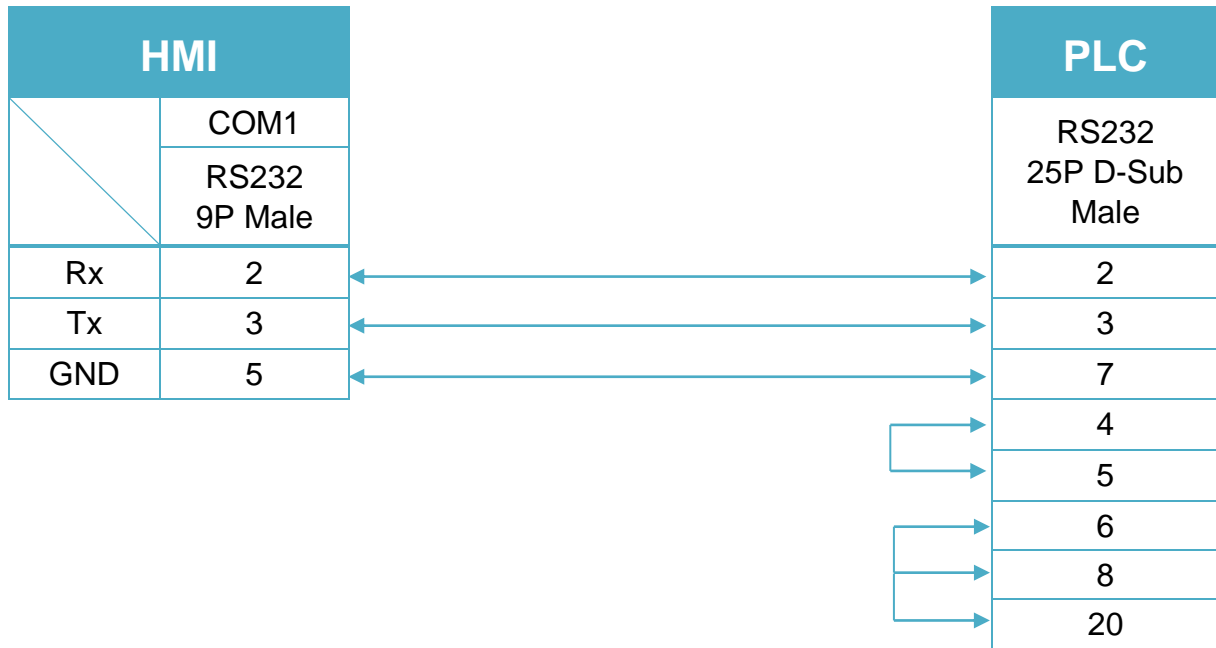 HMI
PLC
COM1
RS232
9P Male
RS232
25P D-Sub
Male
Rx 2 2
Tx 3 3
GND 5 7
4
5
6
8
20